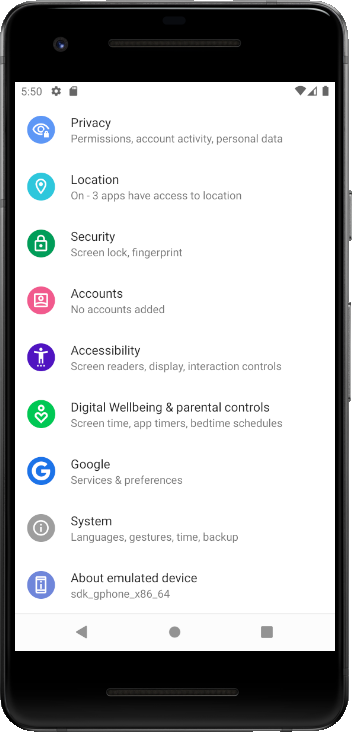 5:50
Privacy
Permissions, account activity, personal data
Location
On - 3 apps have access to location
Security
Screen lock, fingerprint
Accounts
No accounts added
Accessibility
Screen readers, display, interaction controls
Digital Wellbeing & parental controls
Screen time, app timers, bedtime schedules
G
Google
Services & preferences
System
Languages, gestures, time, backup
About emulated device
sdk_gphone_x86_64